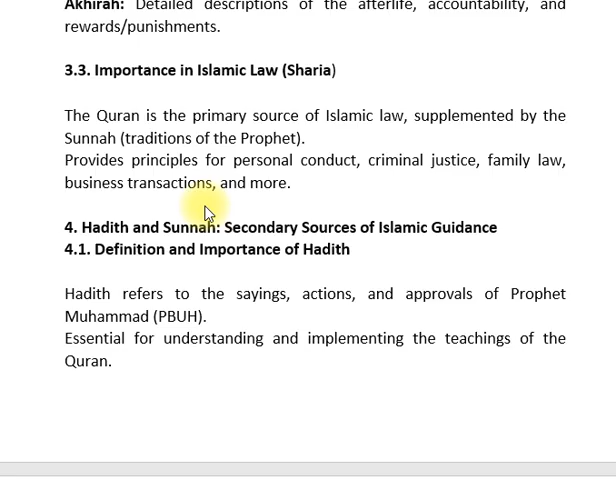 Akhirah: Detailed descriptions of the afterlife, accountability, and
rewards/punishments.
3.3. Importance in Islamic Law (Sharia)
The Quran is the primary source of Islamic law, supplemented by the
Sunnah (traditions of the Prophet).
Provides principles for personal conduct, criminal justice, family law,
business transactions, and more.
4. Hadith and Sunnah: Secondary Sources of Islamic Guidance
4.1. Definition and Importance of Hadith
Hadith refers to the sayings, actions, and approvals of Prophet
Muhammad (PBUH).
Essential for understanding and implementing the teachings of the
Quran.